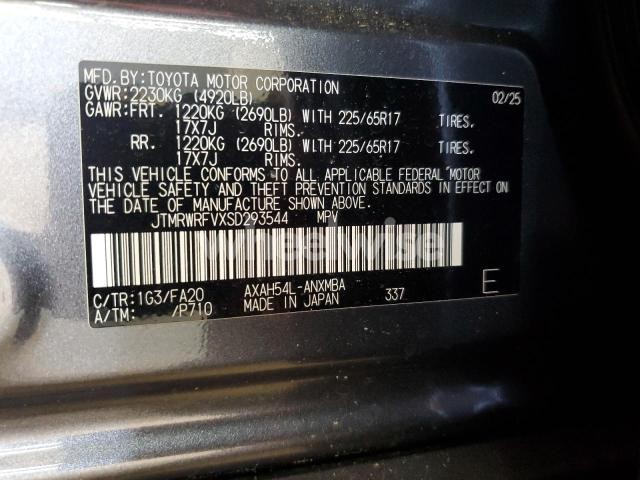 MFD.BY:TOYOTA MOTOR CORPORATION 02/25
GVWR:2230KG (4920LB)
GAWR:FRT. 1220KG (2690LB) WITH 225/65R17 TIRES.
17X7J RIMS.
RR. 1220KG (2690LB) WITH 225/65R17 TIRES.
17X7J RIMS.
THIS VEHICLE CONFORMS TO ALL APPLICABLE FEDERAL MOTOR
VEHICLE SAFETY AND THEFT PREVENTION STANDARDS IN EFFECT ON
THE DATE OF MANUFACTURE SHOWN ABOVE.
JTMRWRFVXSD293544 MPV
wheelwise
C/TR:1G3/FA20 AXAH54L-ANXMBA
A/TM: /P710 MADE IN JAPAN 337 E